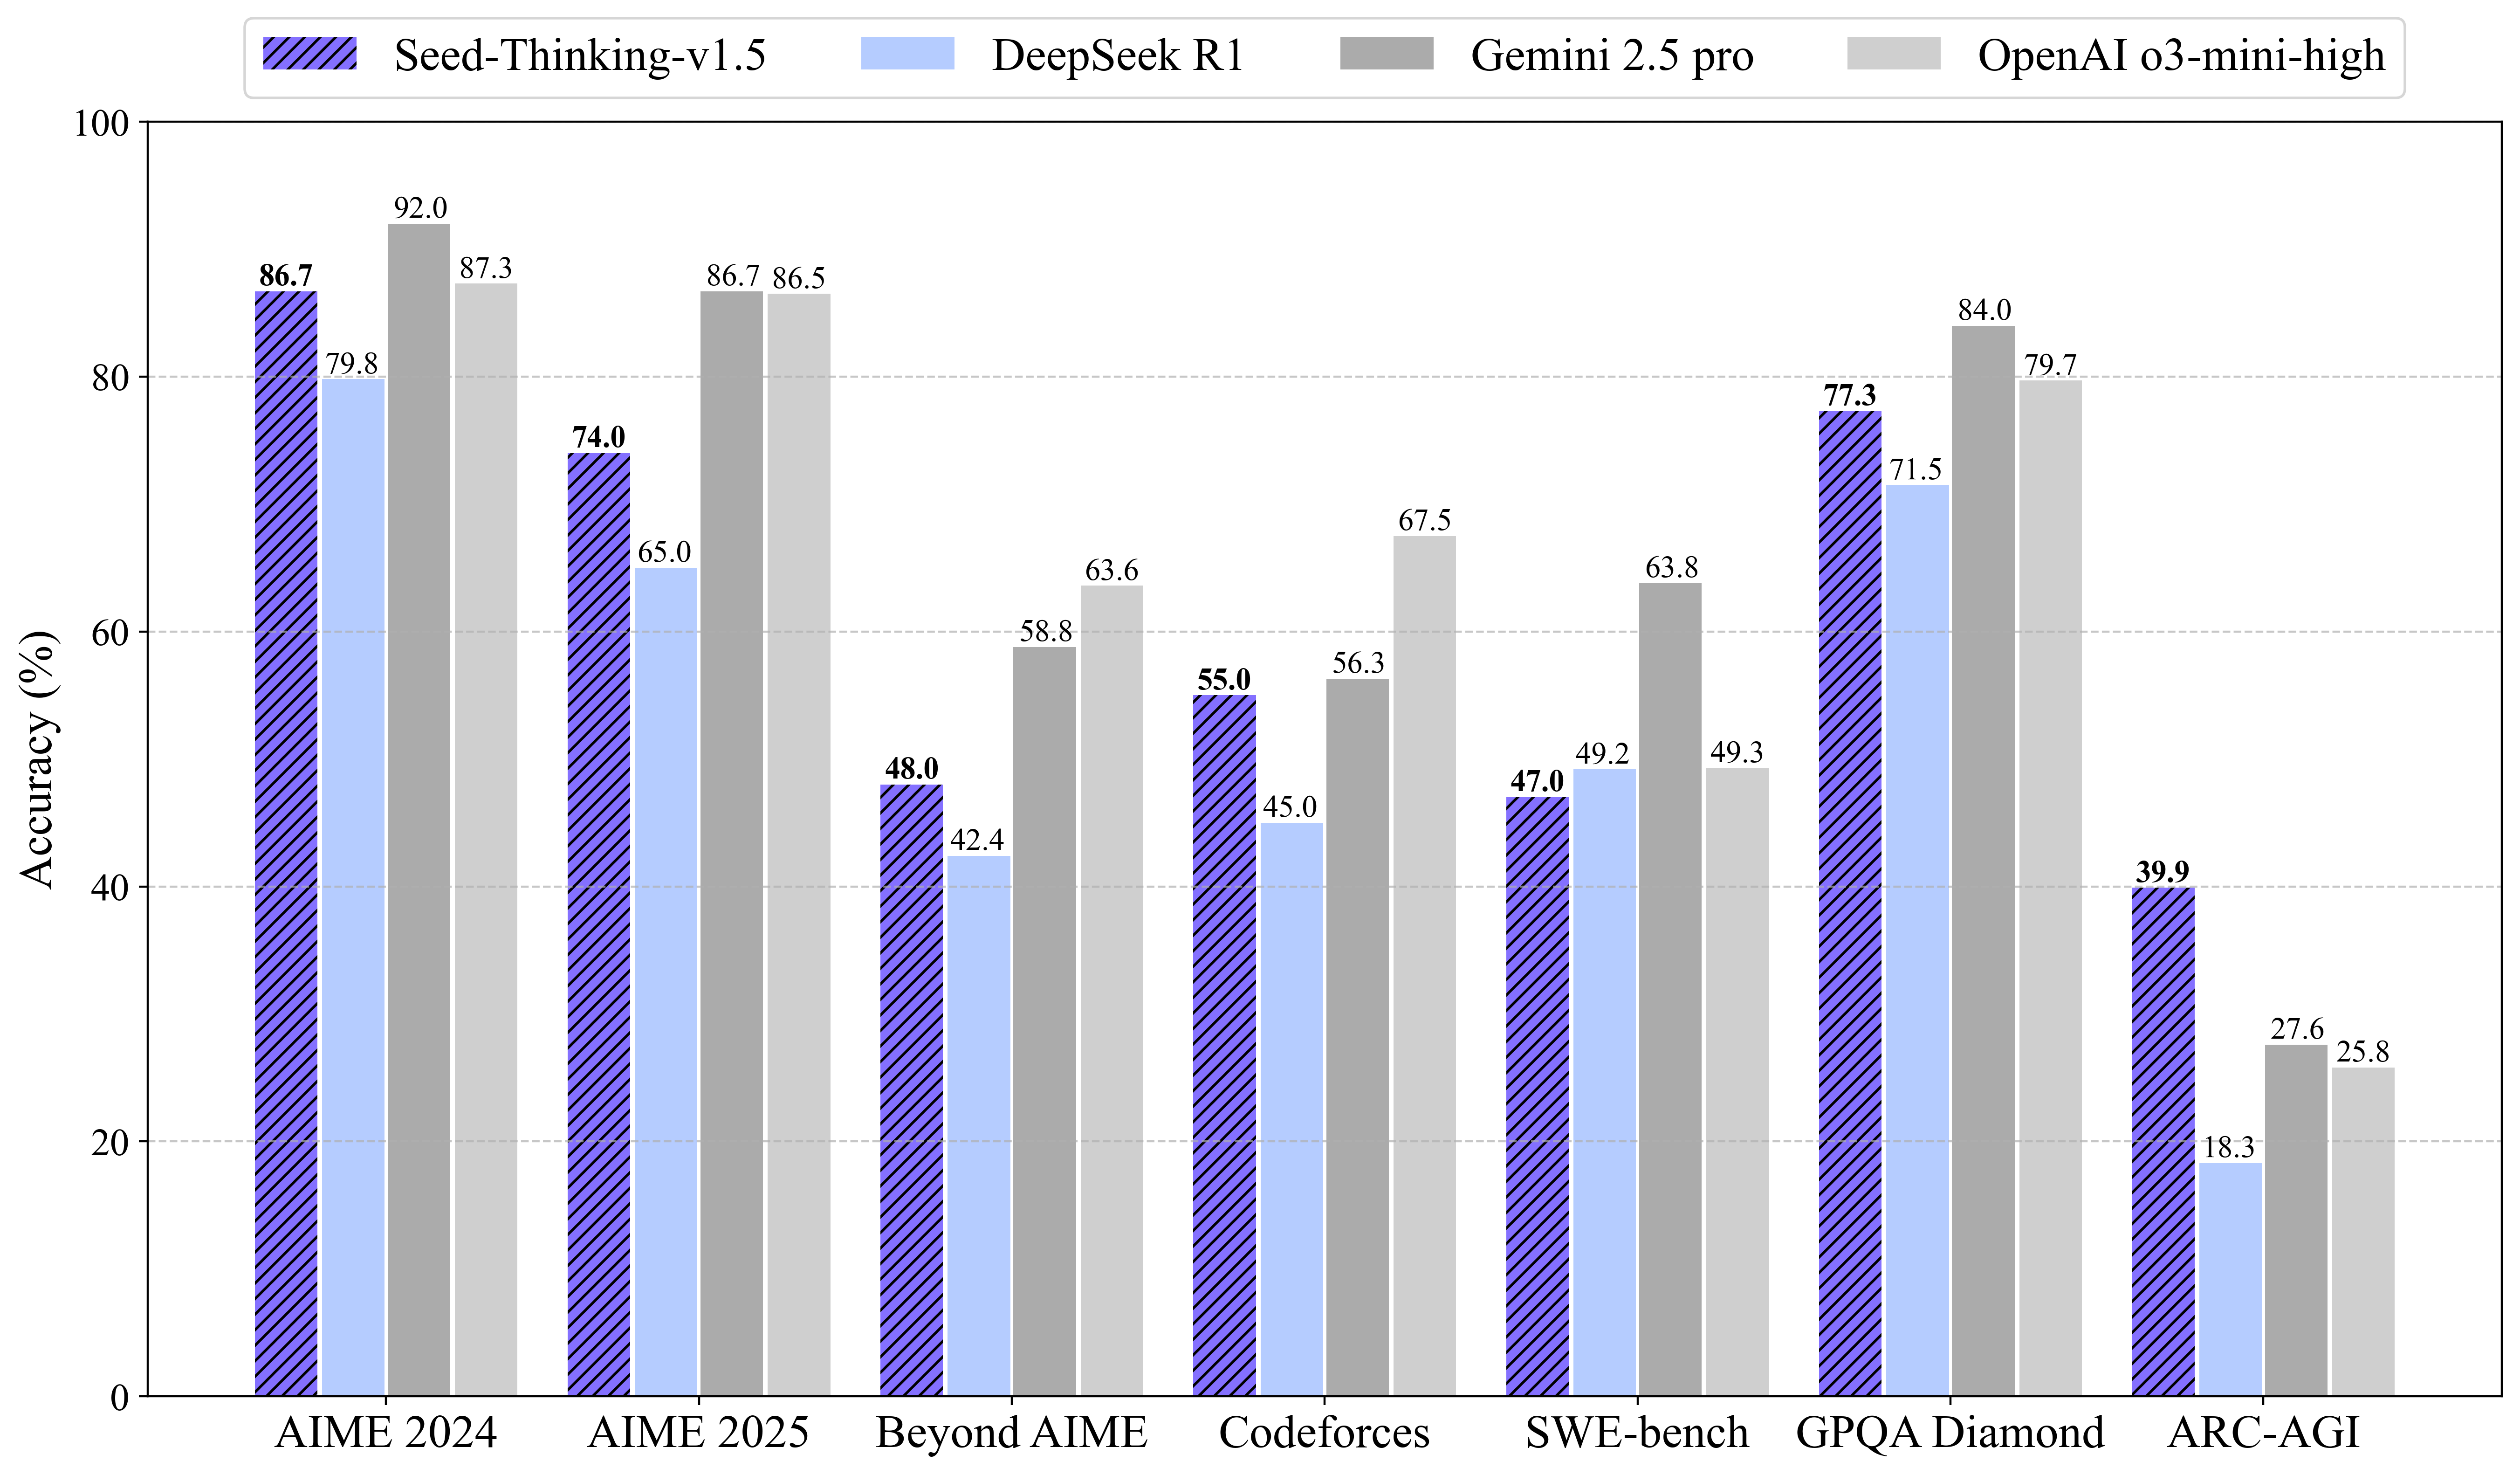 Seed-Thinking-v1.5 DeepSeek R1 Gemini 2.5 pro OpenAI o3-mini-high
Accuracy (%)
100
80
60
40
20
0
86.7 79.8 92.0 87.3
74.0 65.0 86.7 86.5
48.0 42.4 58.8 63.6
55.0 45.0 56.3 67.5
47.0 49.2 63.8 49.3
77.3 71.5 84.0 79.7
39.9 18.3 27.6 25.8
AIME 2024 AIME 2025 Beyond AIME Codeforces SWE-bench GPQA Diamond ARC-AGI